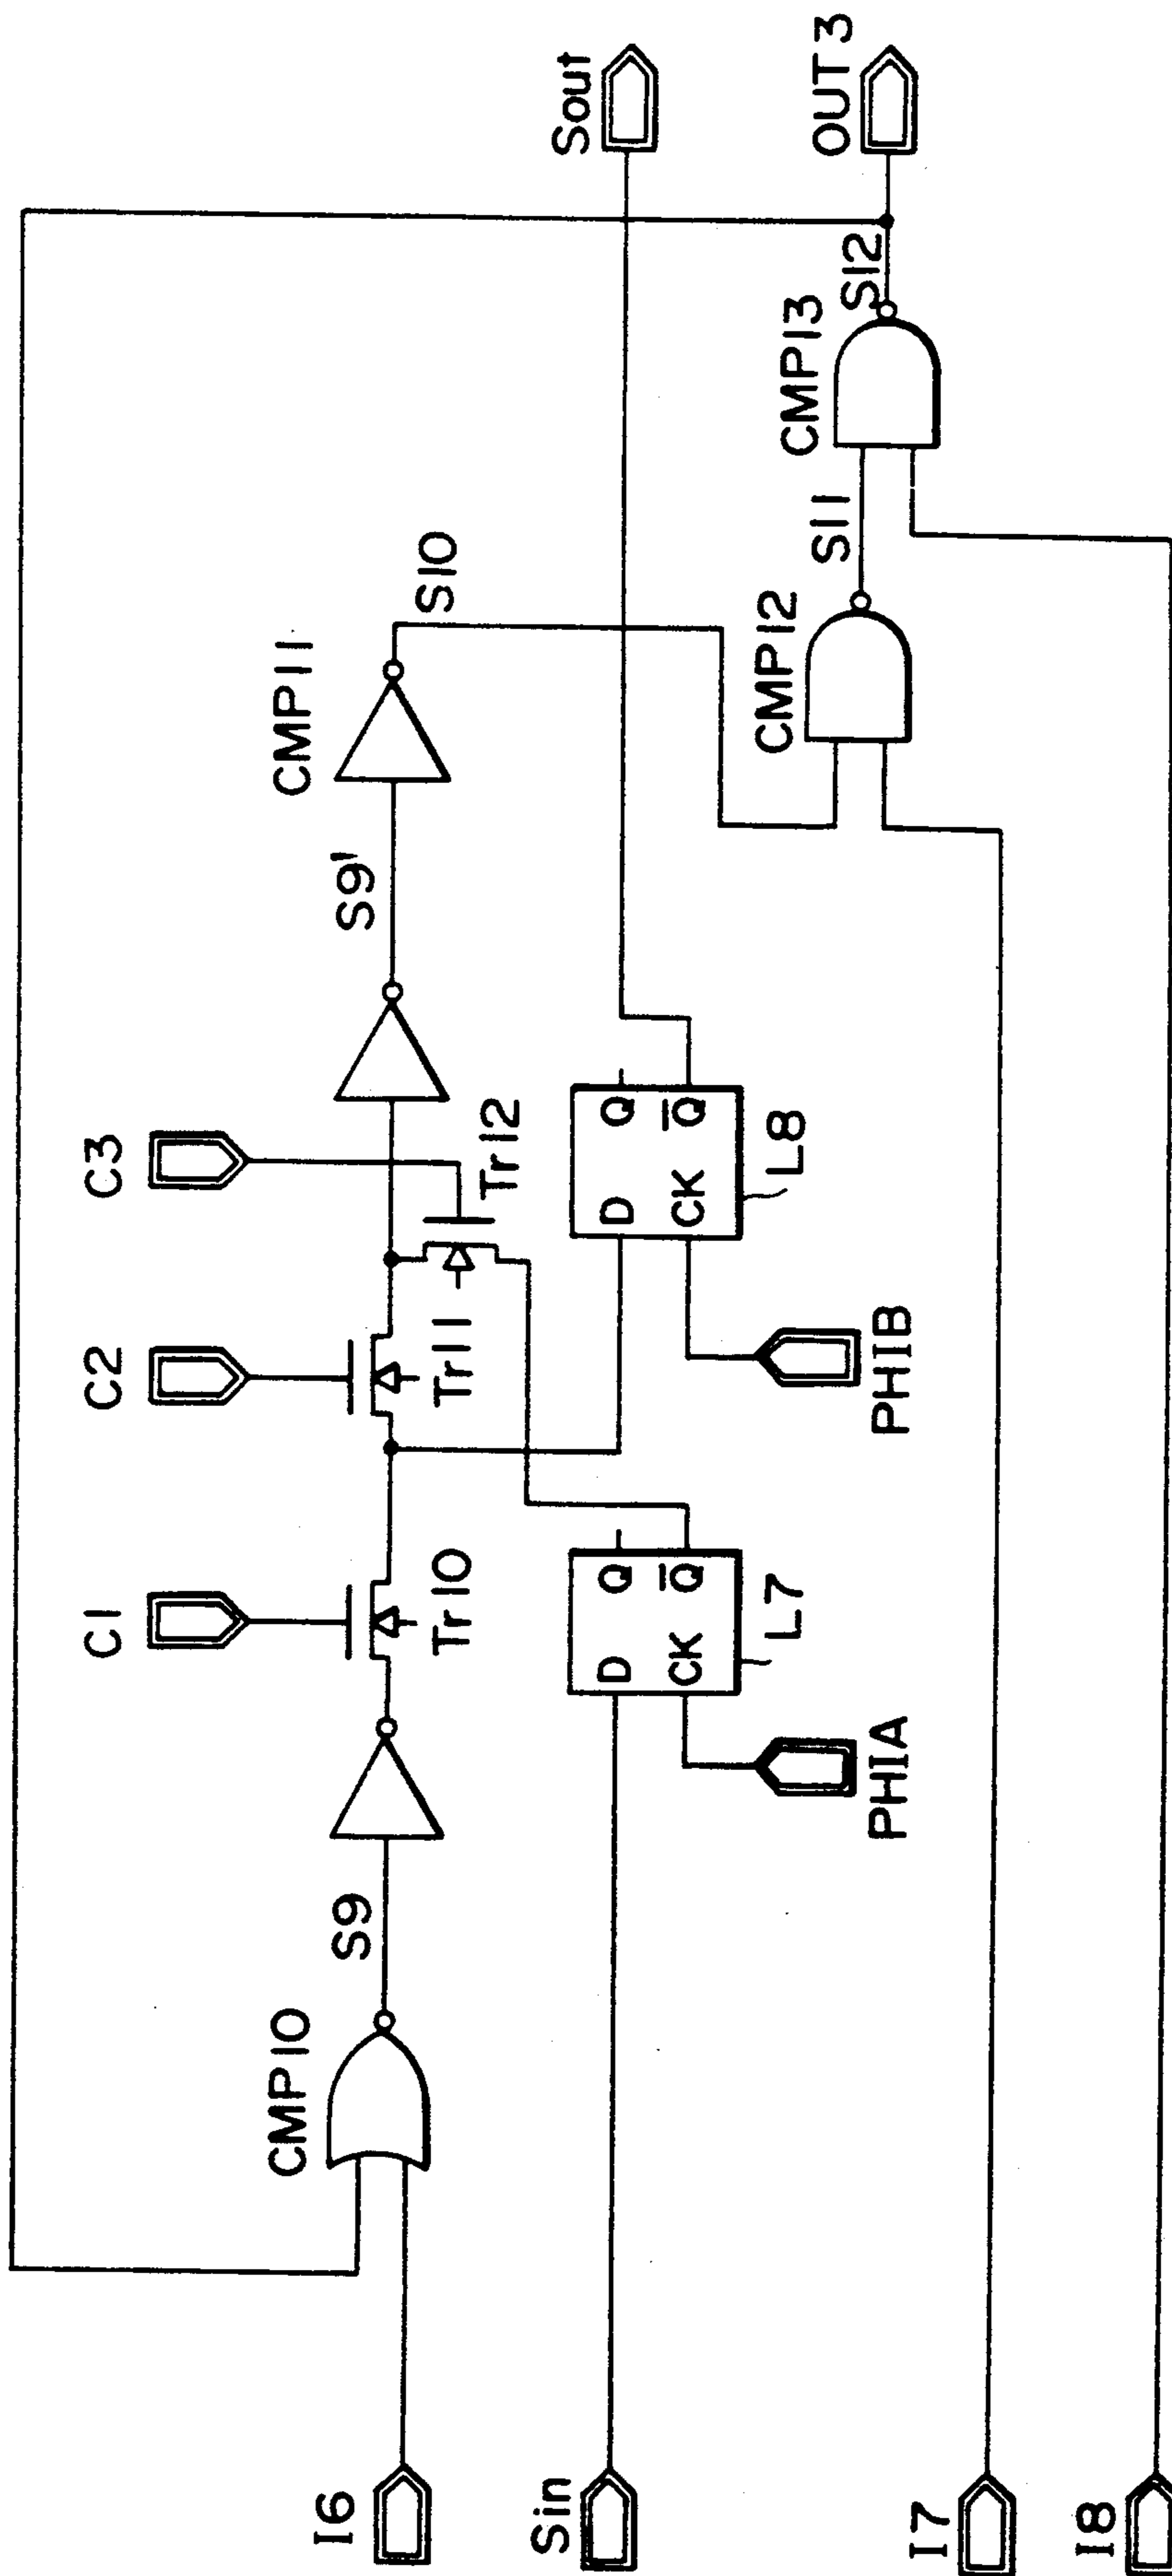 C1
C2
C3
Sout
OUT3
I6
CMP10
S9
Tr10
Tr11
Tr12
S9'
CMP11
S10
Sin
D
Q
CK
Q̅
L7
PHIA
D
Q
CK
Q̅
L8
PHIB
CMP12
S11
CMP13
S12
I7
I8